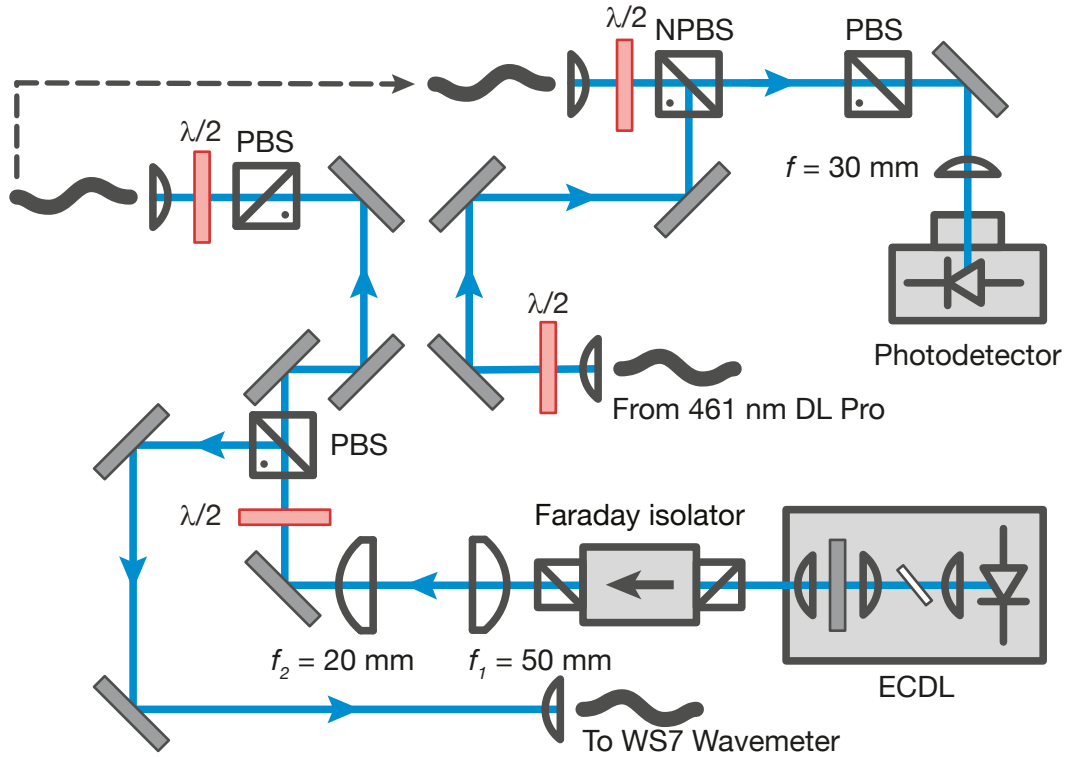 λ/2
NPBS
PBS
λ/2
PBS
f = 30 mm
λ/2
Photodetector
From 461 nm DL Pro
PBS
λ/2
Faraday isolator
f₂ = 20 mm
f₁ = 50 mm
ECDL
To WS7 Wavemeter